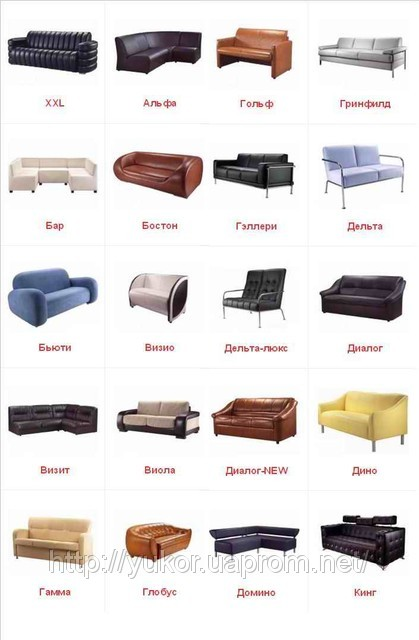 XXL Альфа Гольф Гринфилд
Бар Бостон Гэллери Дельта
Бьюти Визио Дельта-люкс Диалог
Визит Виола Диалог-NEW Дино
http://yukor.uaprom.net/
Гамма Глобус Домино Кинг